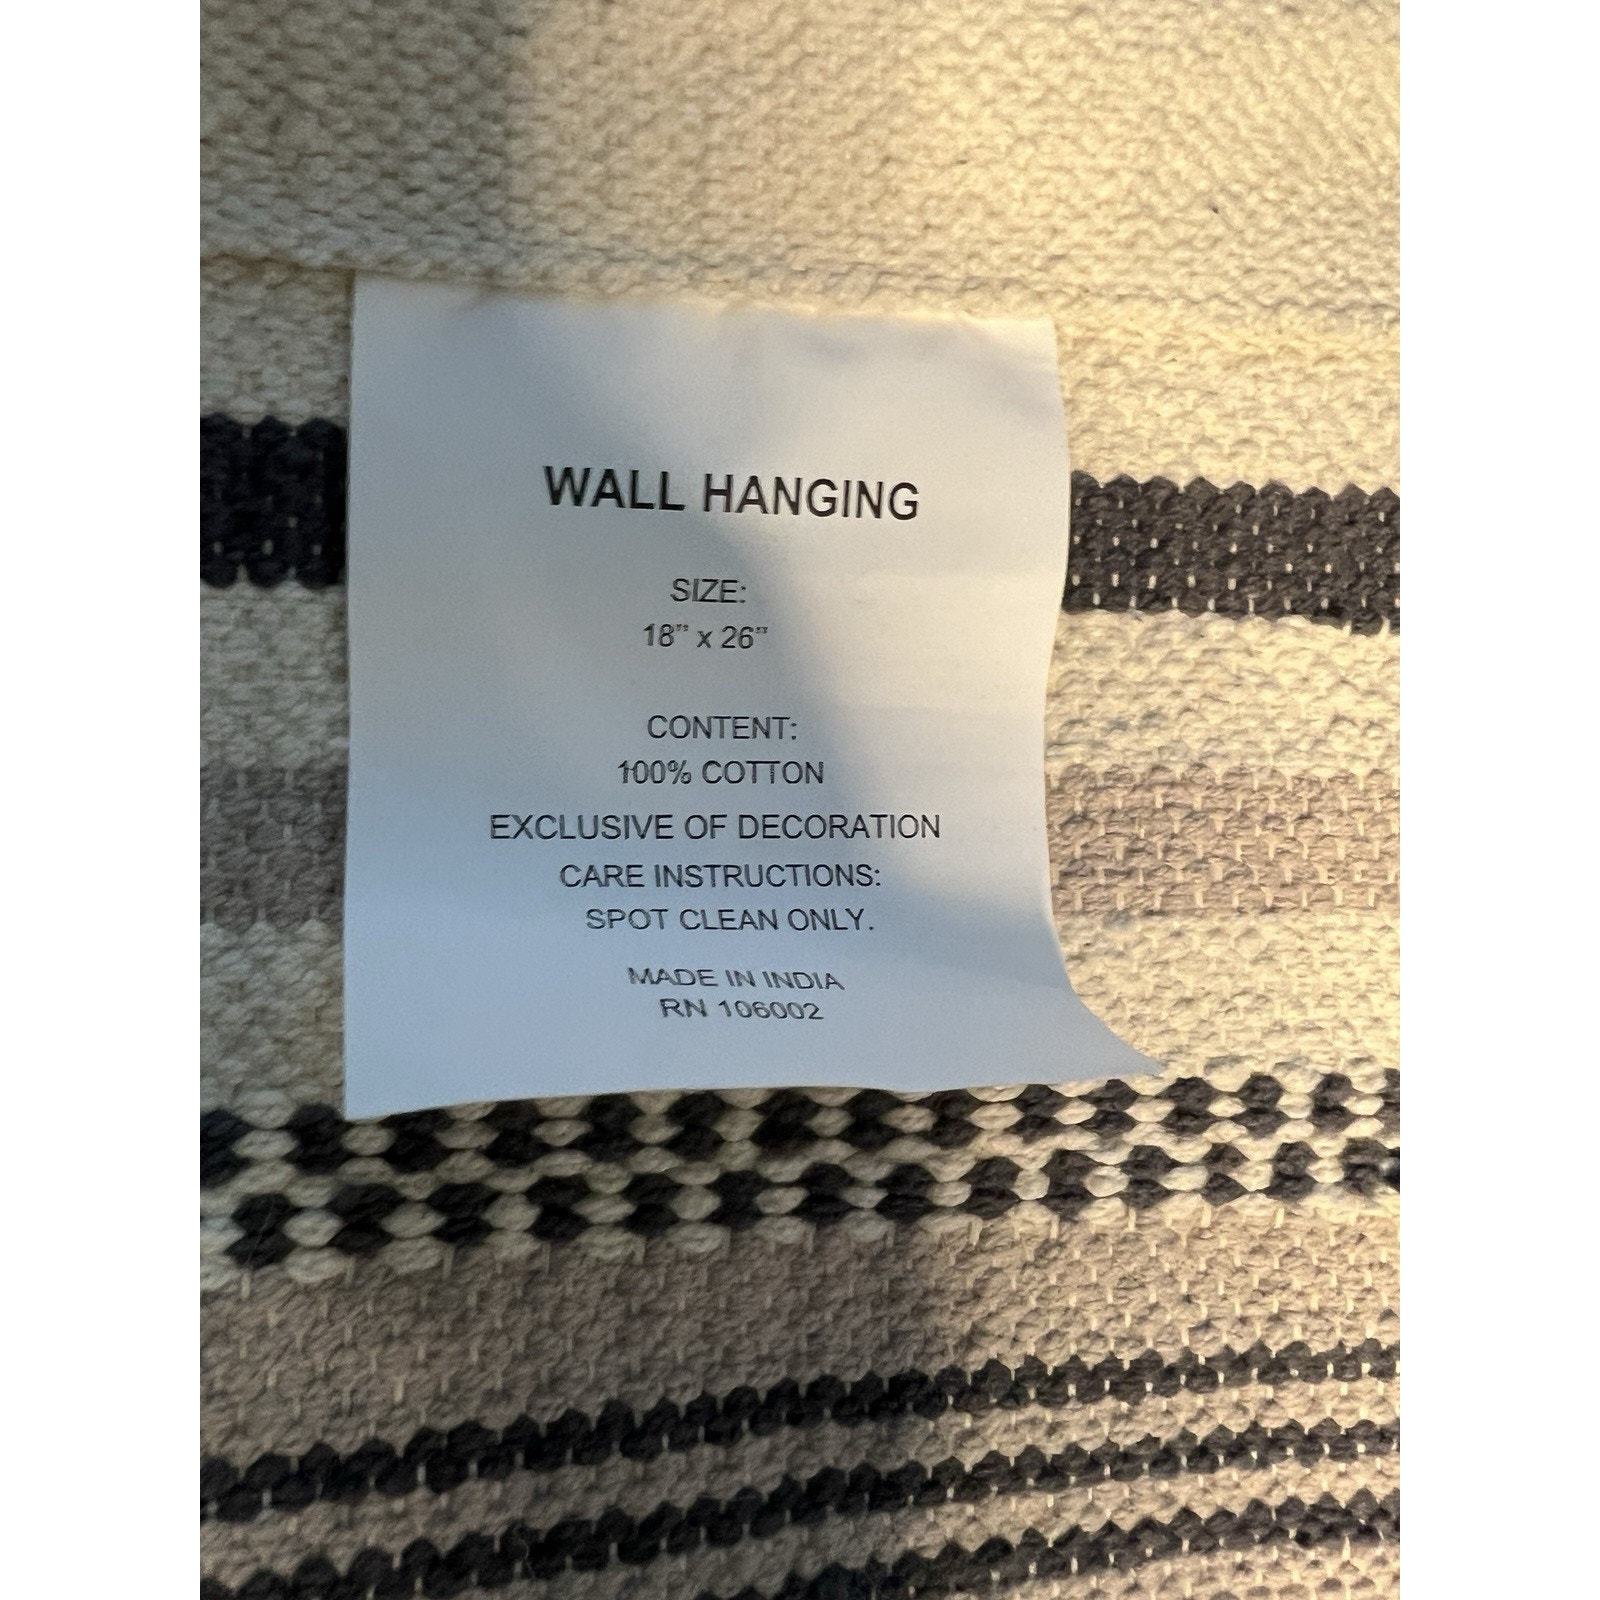 WALL HANGING
SIZE:
18” x 26”
CONTENT:
100% COTTON
EXCLUSIVE OF DECORATION
CARE INSTRUCTIONS:
SPOT CLEAN ONLY.
MADE IN INDIA
RN 106002